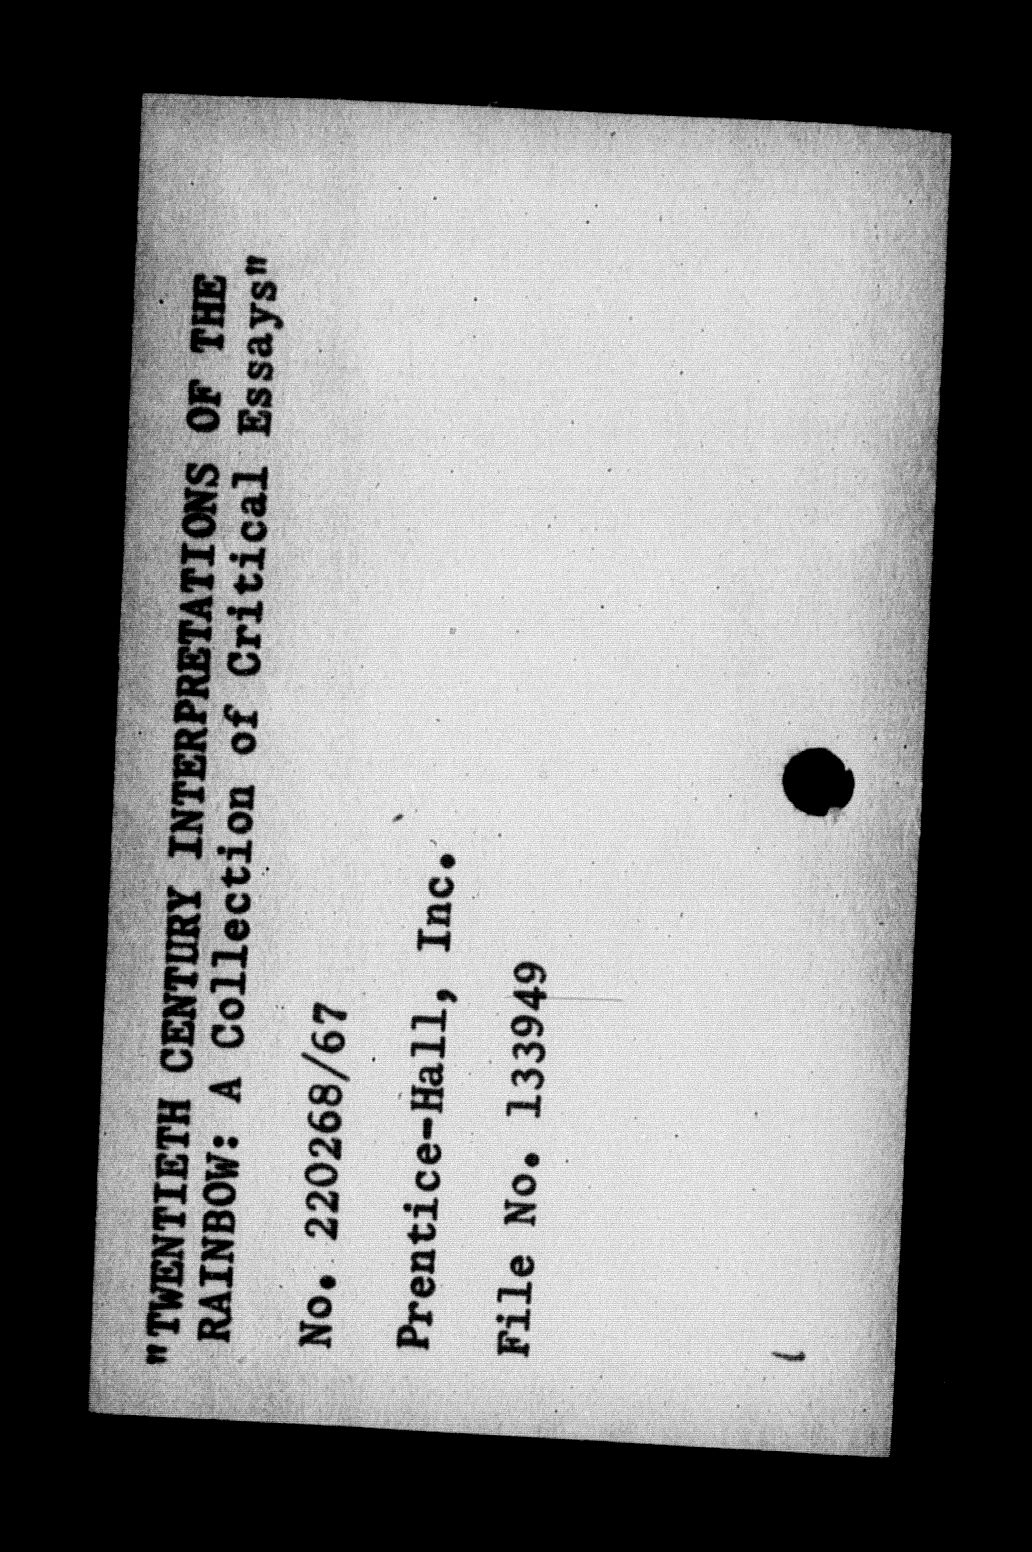 "TWENTIETH CENTURY INTERPRETATIONS OF THE
RAINBOW: A Collection of Critical Essays"
No. 220268/67
Prentice-Hall, Inc.
File No. 133949